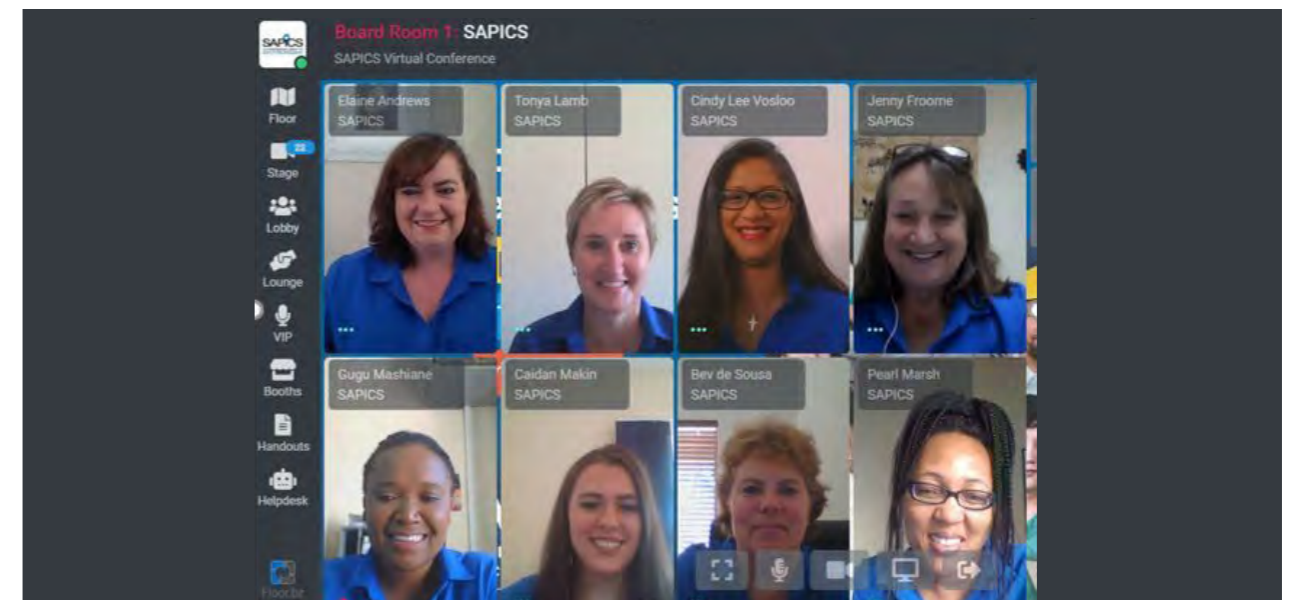 SAPICS
Board Room 1: SAPICS
SAPICS Virtual Conference
Floor
22
Stage
Lobby
Lounge
VIP
Booths
Handouts
Helpdesk
Elaine Andrews
SAPICS
Tonya Lamb
SAPICS
Cindy Lee Vosloo
SAPICS
Jenny Froome
SAPICS
Gugu Mashiane
SAPICS
Caidan Makin
SAPICS
Bev de Sousa
SAPICS
Pearl Marsh
SAPICS